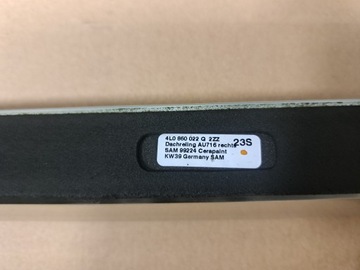 4L0 860 022 Q 2ZZ
Dachreling AU716 rechts 23S
SAM 99224 Cerapaint
KW39 Germany SAM